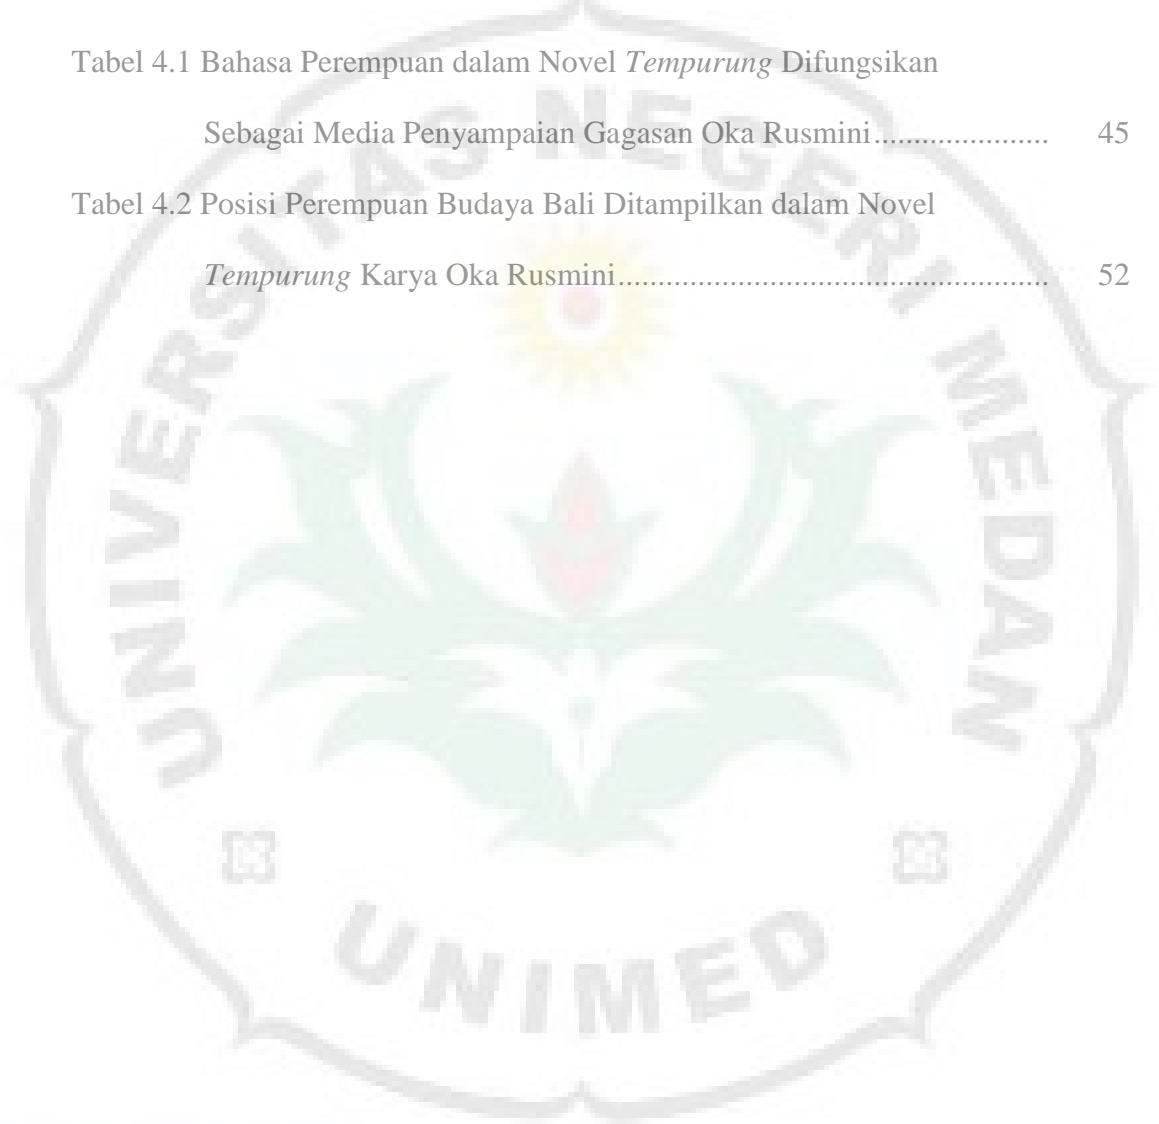 Tabel 4.1 Bahasa Perempuan dalam Novel Tempurung Difungsikan
Sebagai Media Penyampaian Gagasan Oka Rusmini...................... 45
Tabel 4.2 Posisi Perempuan Budaya Bali Ditampilkan dalam Novel
Tempurung Karya Oka Rusmini...................................................... 52
UNIVERSITAS NEGERI MEDAN
UNIMED